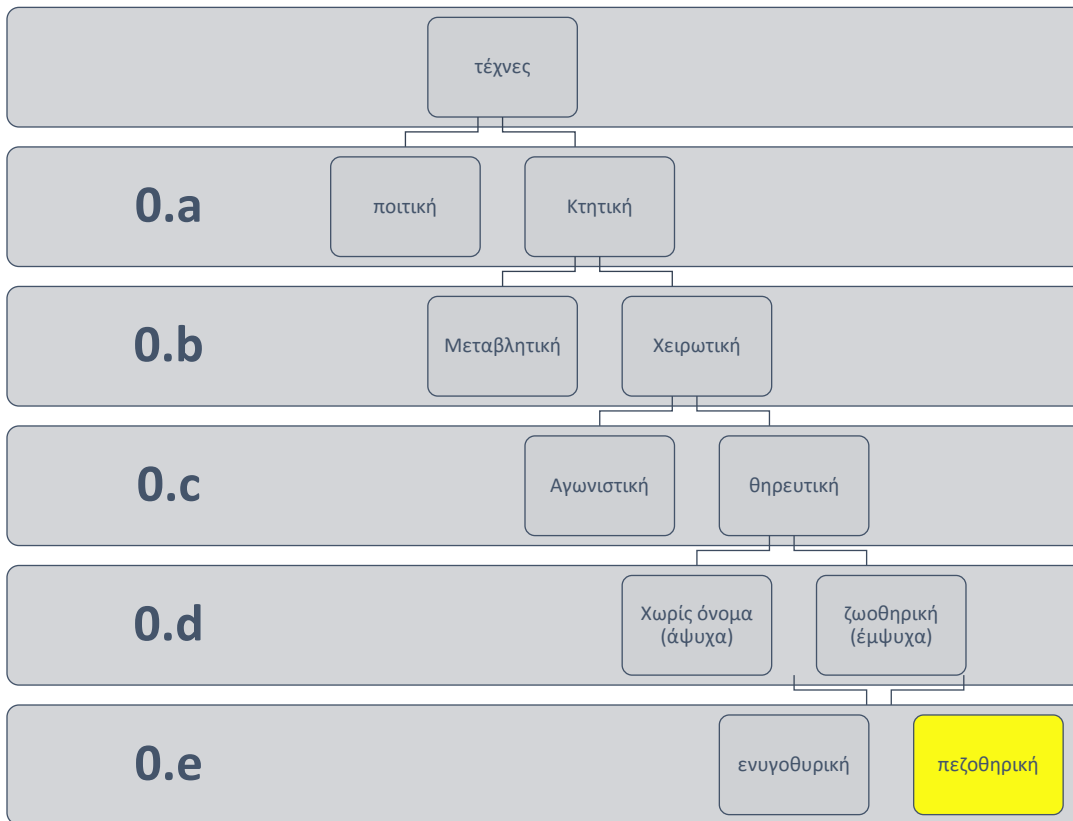 τέχνες
0.a
ποιτική
Κτητική
0.b
Μεταβλητική
Χειρωτική
0.c
Αγωνιστική
θηρευτική
0.d
Χωρίς όνομα
(άψυχα)
ζωοθηρική
(έμψυχα)
0.e
ενυγοθυρική
πεζοθηρική